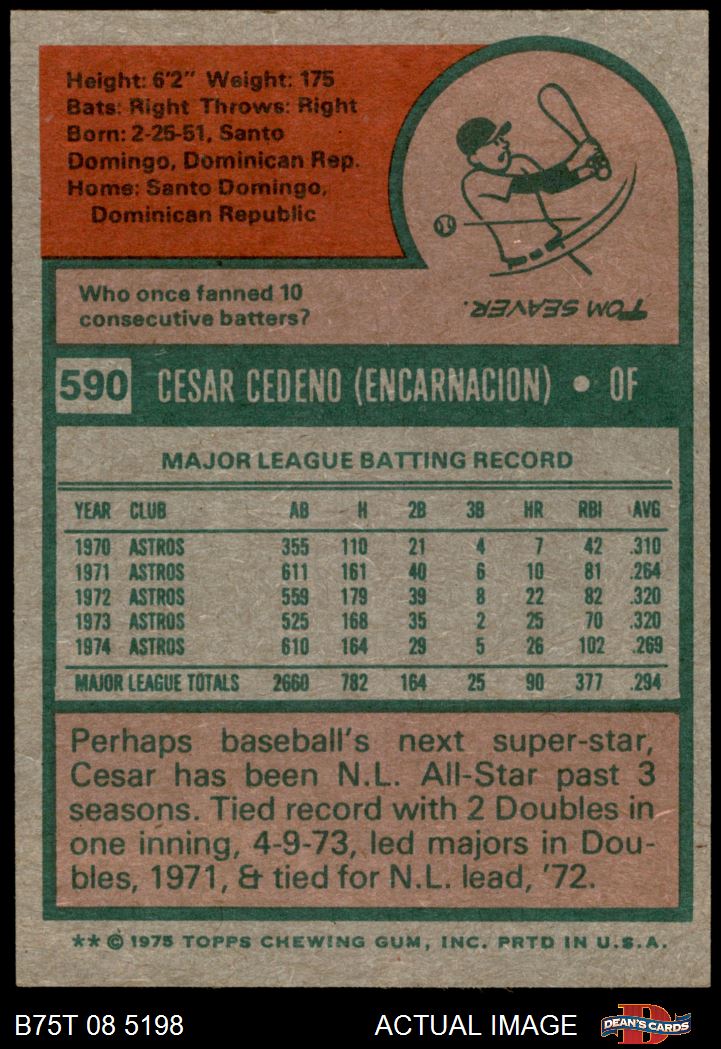 Height: 6'2" Weight: 175
Bats: Right Throws: Right
Born: 2-25-51, Santo
Domingo, Dominican Rep.
Home: Santo Domingo,
Dominican Republic
Who once fanned 10
consecutive batters?
TOM SEAVER.
590 CESAR CEDENO (ENCARNACION) • OF
MAJOR LEAGUE BATTING RECORD
YEAR CLUB AB H 2B 3B HR RBI AVG
1970 ASTROS 355 110 21 4 7 42 .310
1971 ASTROS 611 161 40 6 10 81 .264
1972 ASTROS 559 179 39 8 22 82 .320
1973 ASTROS 525 168 35 2 25 70 .320
1974 ASTROS 610 164 29 5 26 102 .269
MAJOR LEAGUE TOTALS 2660 782 164 25 90 377 .294
Perhaps baseball's next super-star,
Cesar has been N.L. All-Star past 3
seasons. Tied record with 2 Doubles in
one inning, 4-9-73, led majors in Dou-
bles, 1971, & tied for N.L. lead, '72.
** © 1975 TOPPS CHEWING GUM, INC. PRTD IN U.S.A.
B75T 08 5198 ACTUAL IMAGE D DEAN'S CARDS